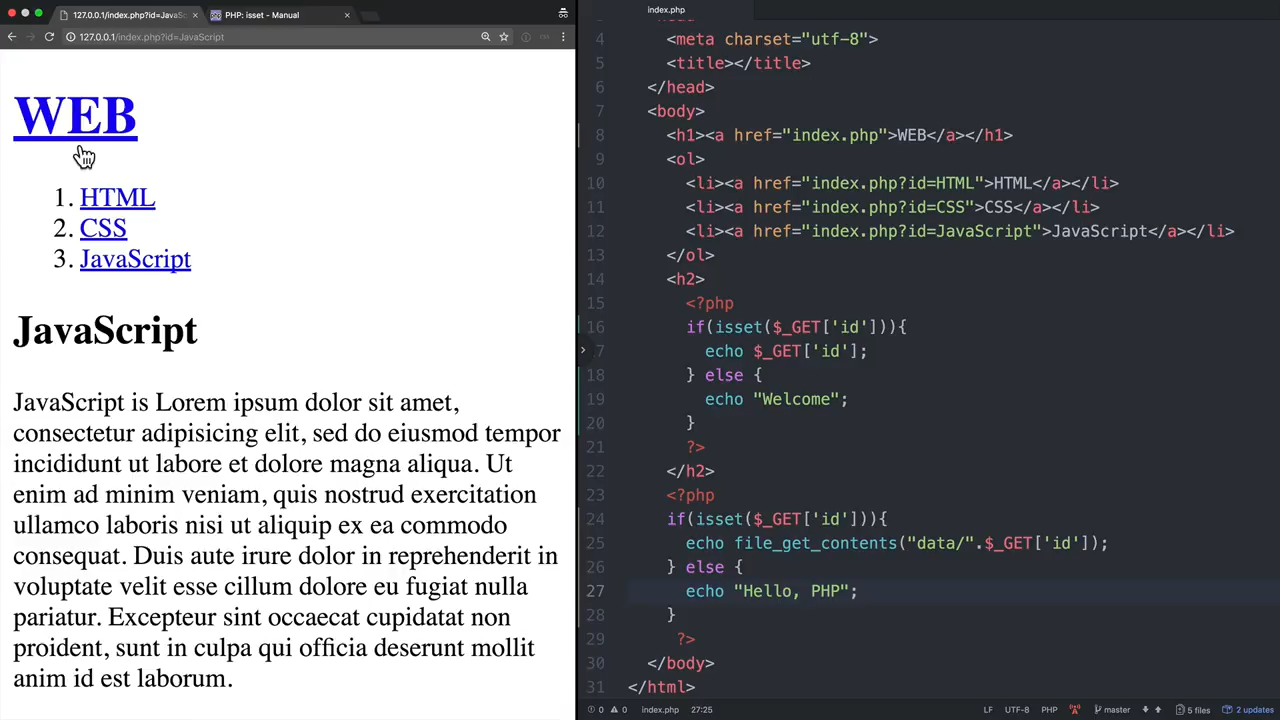 127.0.0.1/index.php?id=JavaSc
PHP: isset - Manual
127.0.0.1/index.php?id=JavaScript
WEB
1. HTML
2. CSS
3. JavaScript
JavaScript
JavaScript is Lorem ipsum dolor sit amet,
consectetur adipisicing elit, sed do eiusmod tempor
incididunt ut labore et dolore magna aliqua. Ut
enim ad minim veniam, quis nostrud exercitation
ullamco laboris nisi ut aliquip ex ea commodo
consequat. Duis aute irure dolor in reprehenderit in
voluptate velit esse cillum dolore eu fugiat nulla
pariatur. Excepteur sint occaecat cupidatat non
proident, sunt in culpa qui officia deserunt mollit
anim id est laborum.
index.php
4 <meta charset="utf-8">
5 <title></title>
6 </head>
7 <body>
8 <h1><a href="index.php">WEB</a></h1>
9 <ol>
10 <li><a href="index.php?id=HTML">HTML</a></li>
11 <li><a href="index.php?id=CSS">CSS</a></li>
12 <li><a href="index.php?id=JavaScript">JavaScript</a></li>
13 </ol>
14 <h2>
15 <?php
16 if(isset($_GET['id'])){
7 echo $_GET['id'];
18 } else {
19 echo "Welcome";
20 }
21 ?>
22 </h2>
23 <?php
24 if(isset($_GET['id'])){
25 echo file_get_contents("data/".$_GET['id']);
26 } else {
27 echo "Hello, PHP";
28 }
29 ?>
30 </body>
31 </html>
0 0 index.php 27:25 LF UTF-8 PHP master 5 files 2 updates